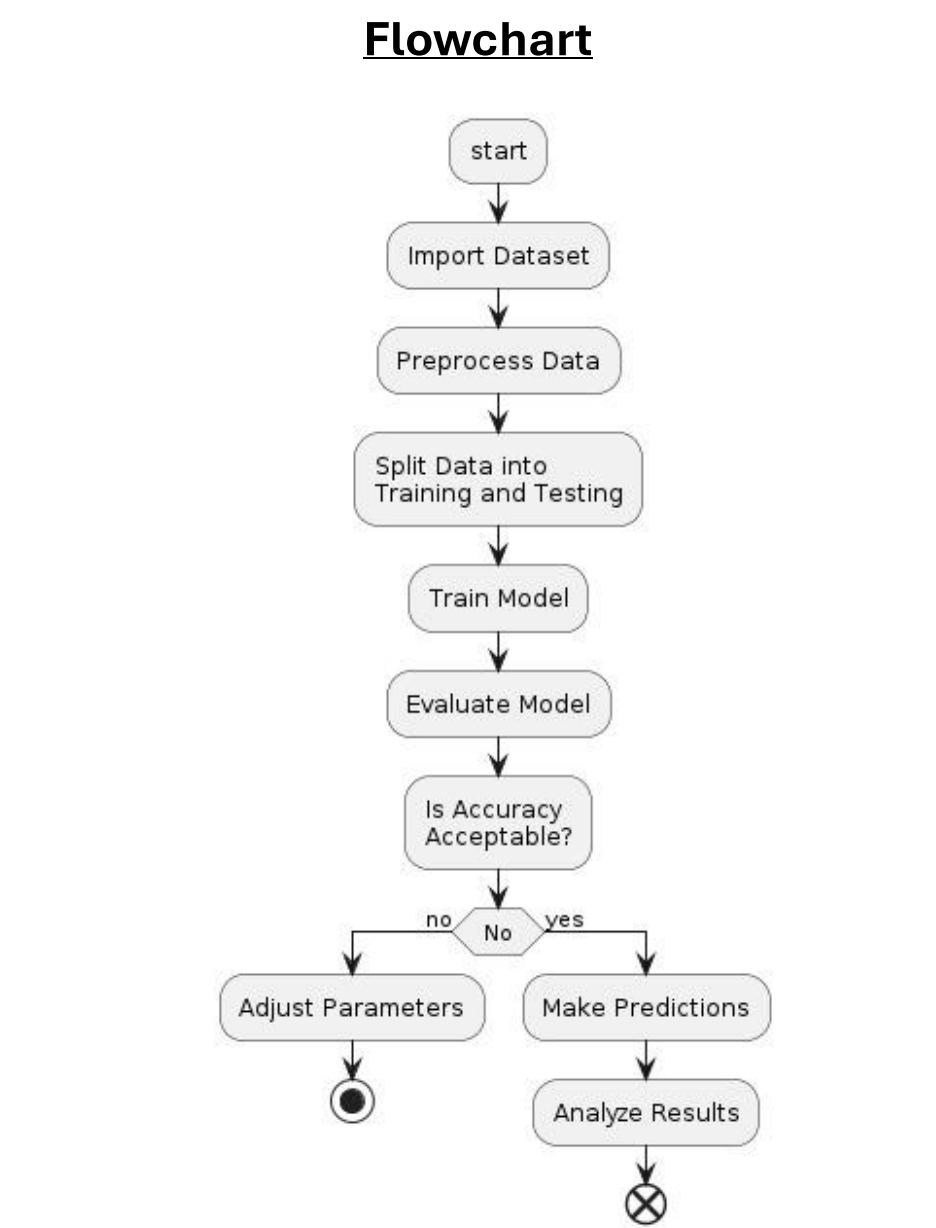 Flowchart
start
Import Dataset
Preprocess Data
Split Data into
Training and Testing
Train Model
Evaluate Model
Is Accuracy
Acceptable?
no
No
yes
Adjust Parameters
Make Predictions
Analyze Results